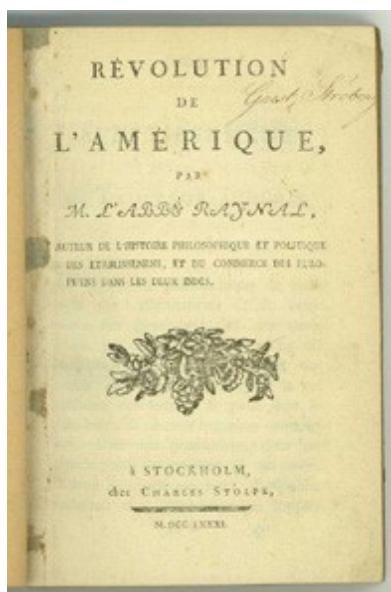 RÉVOLUTION
DE
L'AMÉRIQUE,
PAR
M. L'ABBÉ RAYNAL,
AUTEUR DE L'HISTOIRE PHILOSOPHIQUE ET POLITIQUE
DES ETABLISSEMENS, ET DU COMMERCE DES EURO-
PÉENS DANS LES DEUX INDES.
à STOCKHOLM,
chez CHARLES STOLPE,
M.DCC.LXXXI.